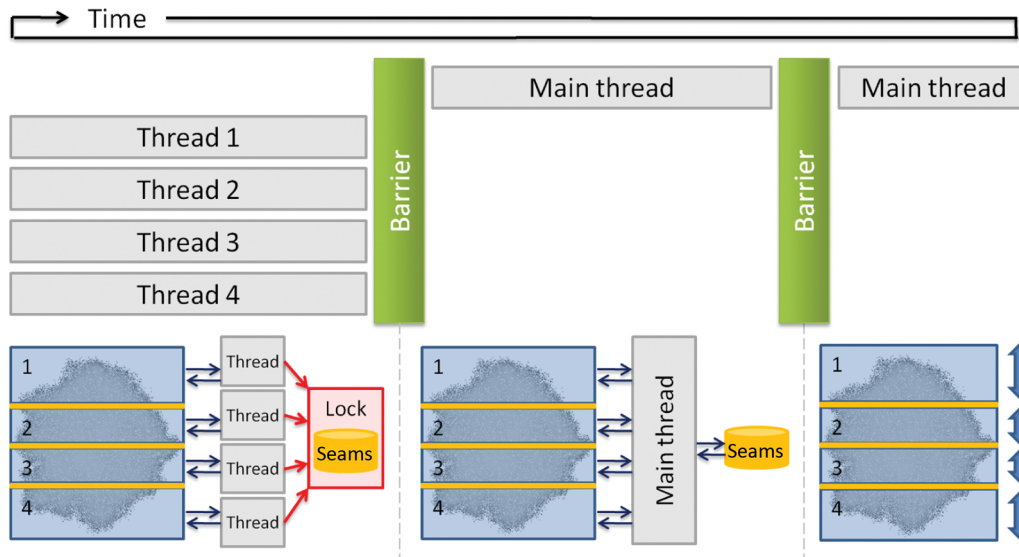 Time
Main thread
Main thread
Thread 1
Thread 2
Thread 3
Thread 4
Barrier
Barrier
1
2
3
4
Thread
Thread
Thread
Thread
Lock
Seams
1
2
3
4
Main thread
Seams
1
2
3
4